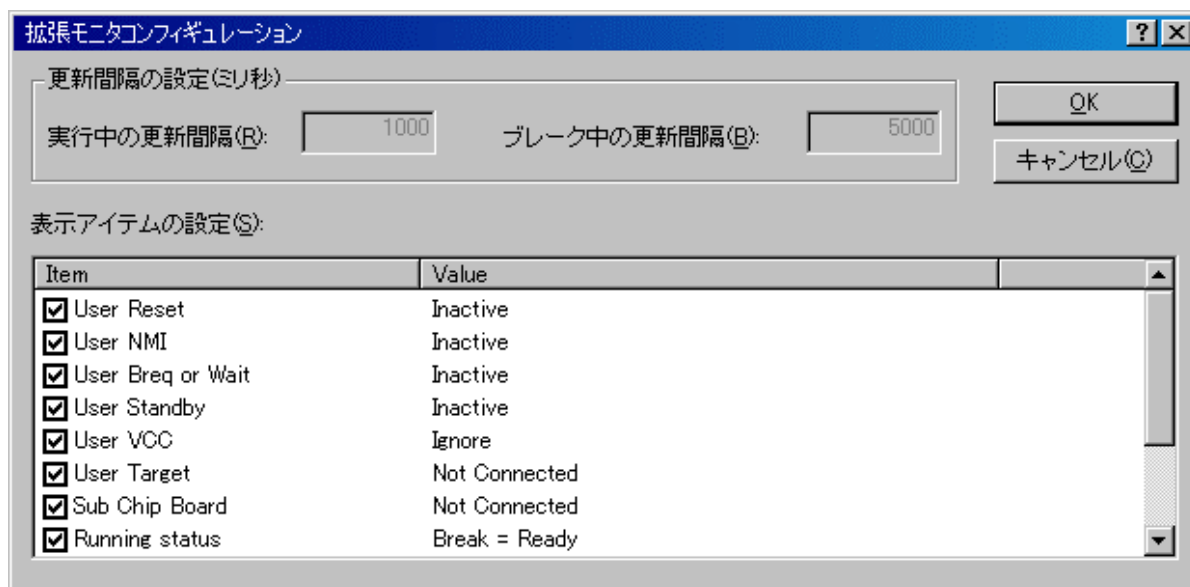 拡張モニタコンフィギュレーション
更新間隔の設定(ミリ秒)
実行中の更新間隔(R): 1000 ブレーク中の更新間隔(B): 5000
OK
キャンセル(C)
表示アイテムの設定(S):
Item Value
User Reset Inactive
User NMI Inactive
User Breq or Wait Inactive
User Standby Inactive
User VCC Ignore
User Target Not Connected
Sub Chip Board Not Connected
Running status Break = Ready